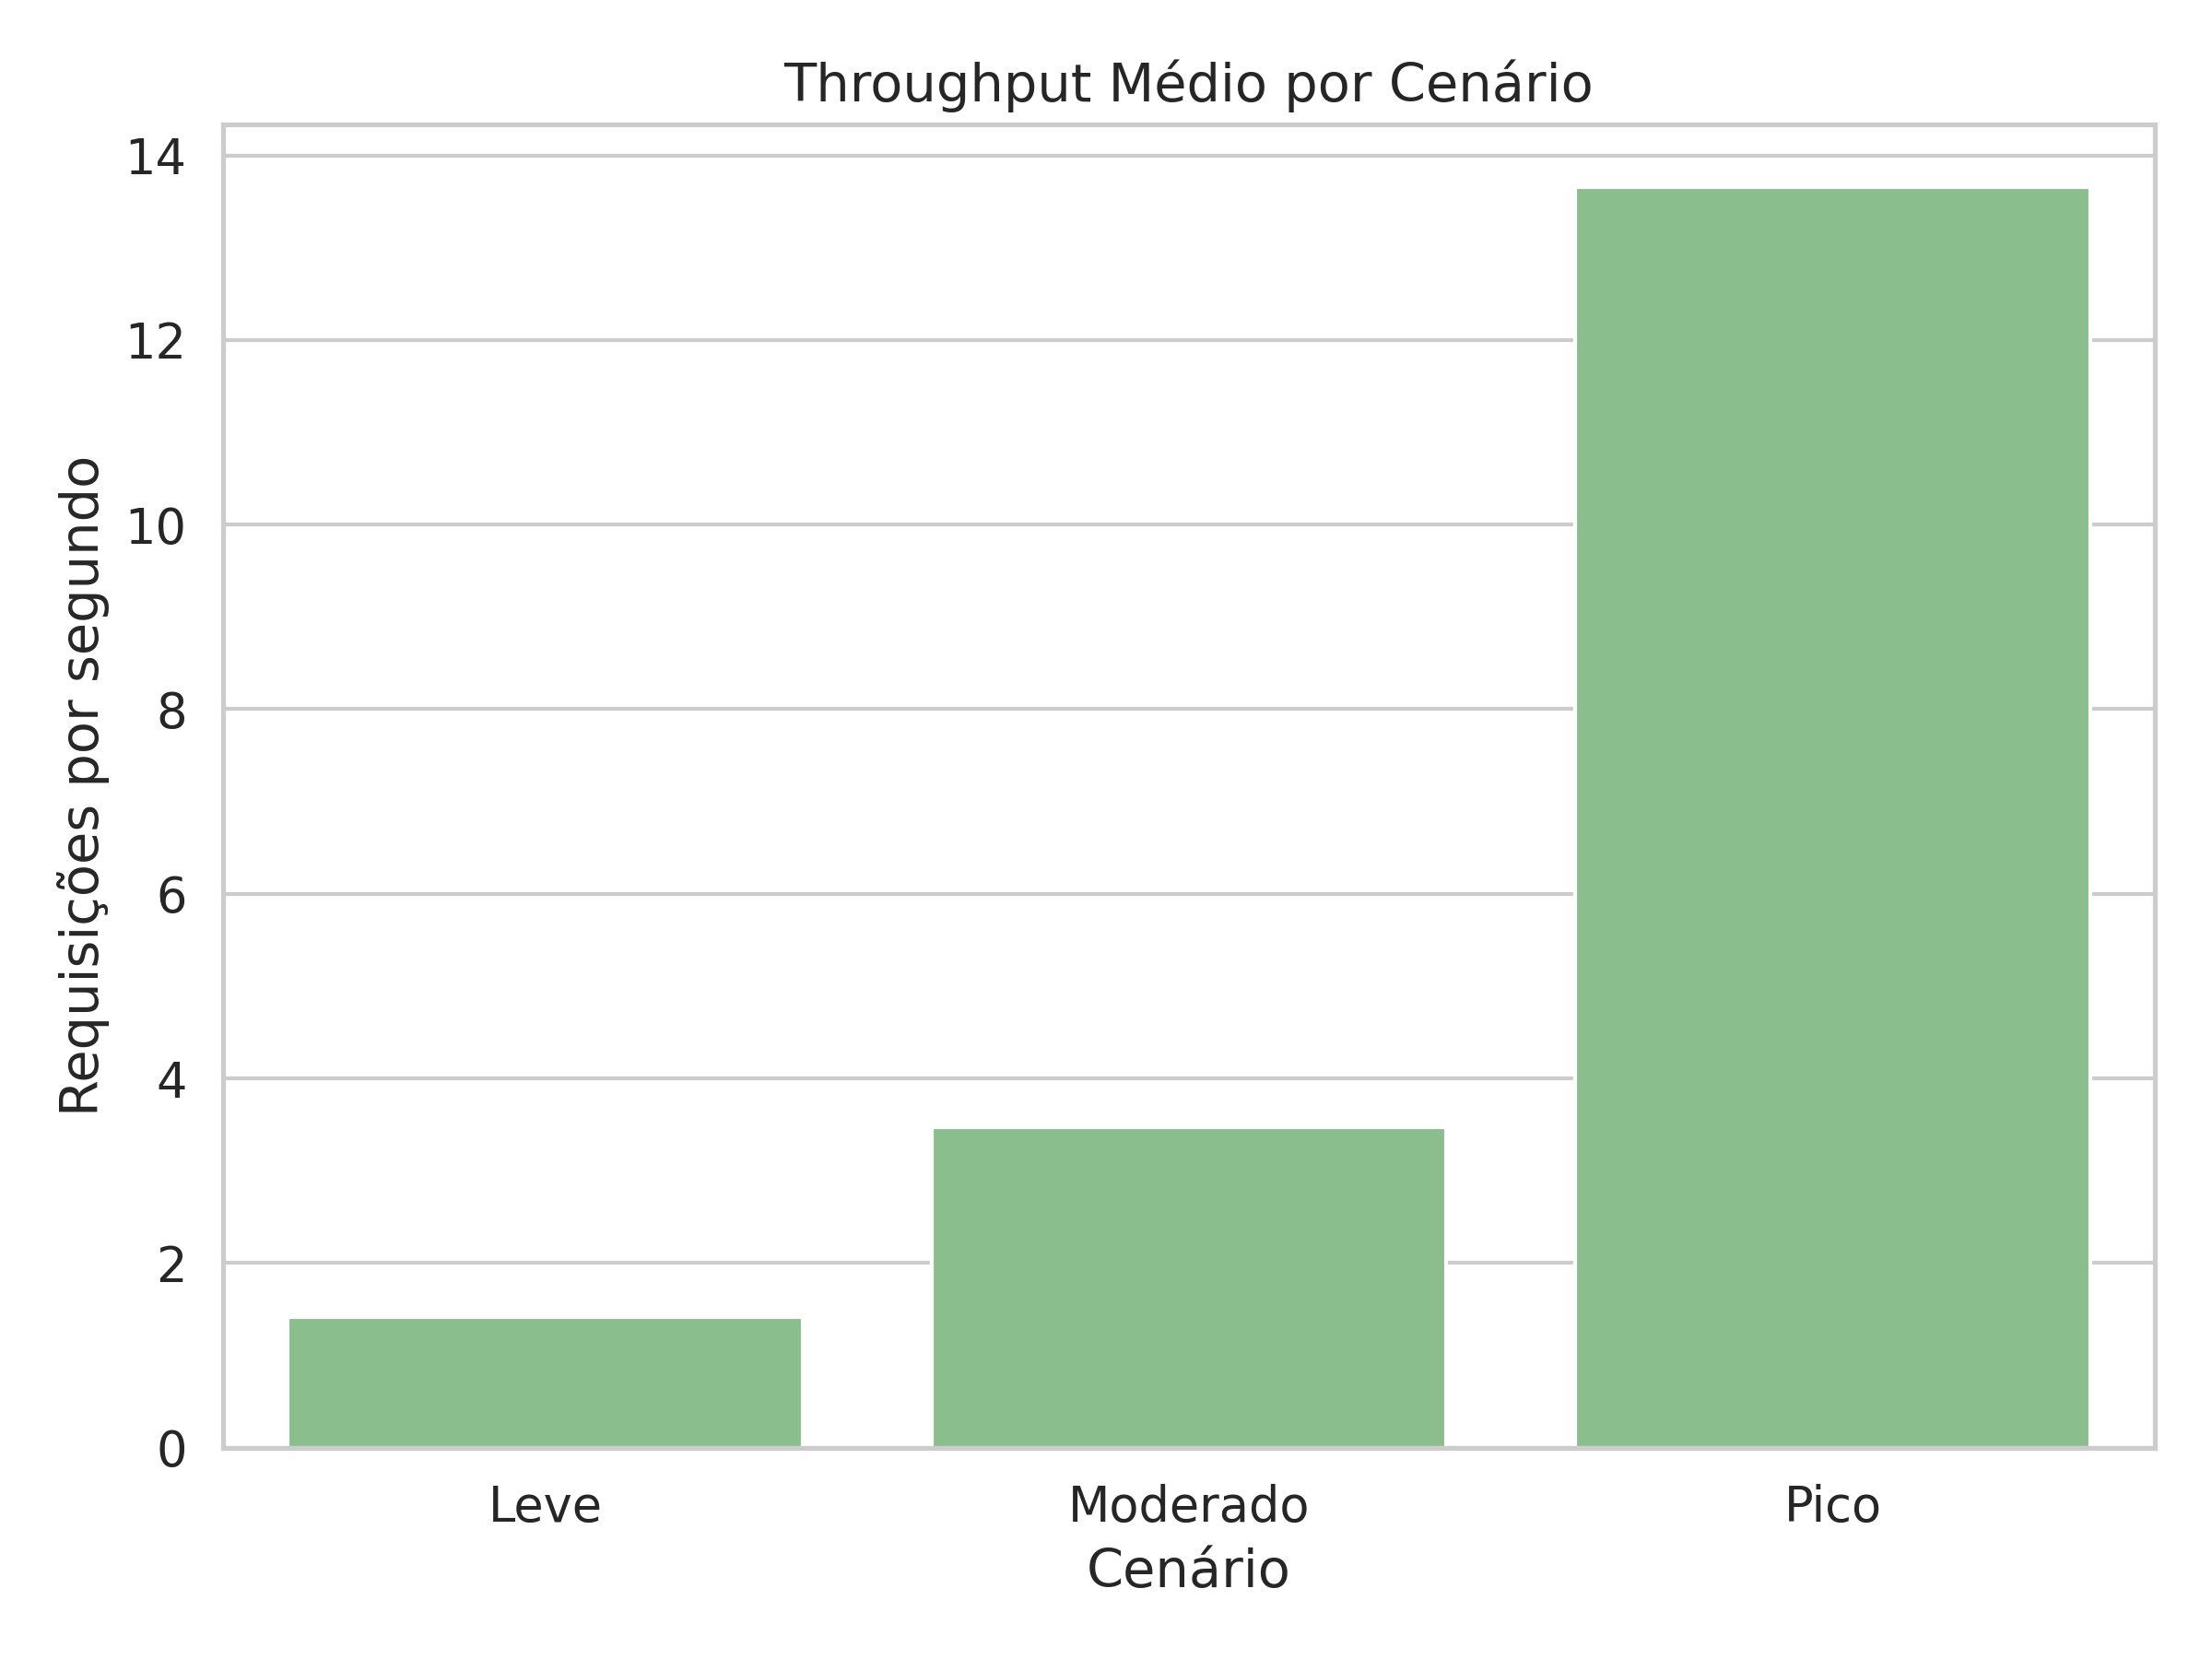 Throughput Médio por Cenário
14
12
10
8
6
4
2
0
Requisições por segundo
Leve
Moderado
Pico
Cenário